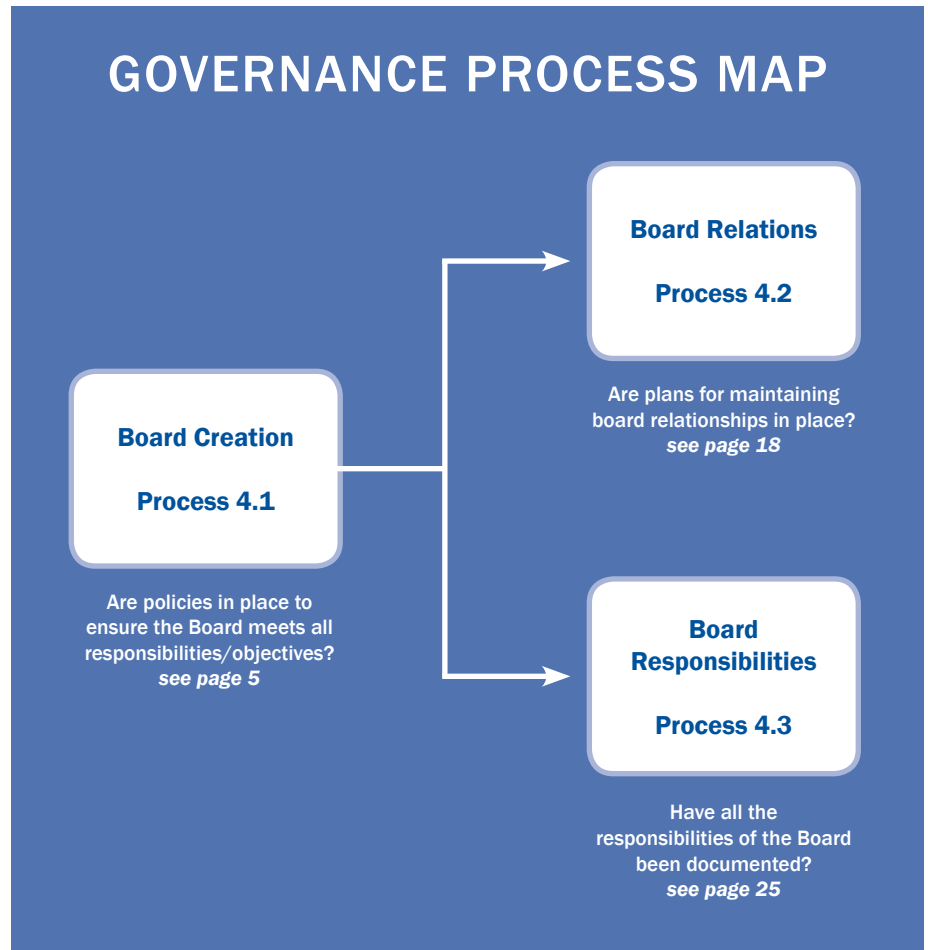 GOVERNANCE PROCESS MAP
Board Creation
Process 4.1
Are policies in place to
ensure the Board meets all
responsibilities/objectives?
see page 5
Board Relations
Process 4.2
Are plans for maintaining
board relationships in place?
see page 18
Board
Responsibilities
Process 4.3
Have all the
responsibilities of the Board
been documented?
see page 25